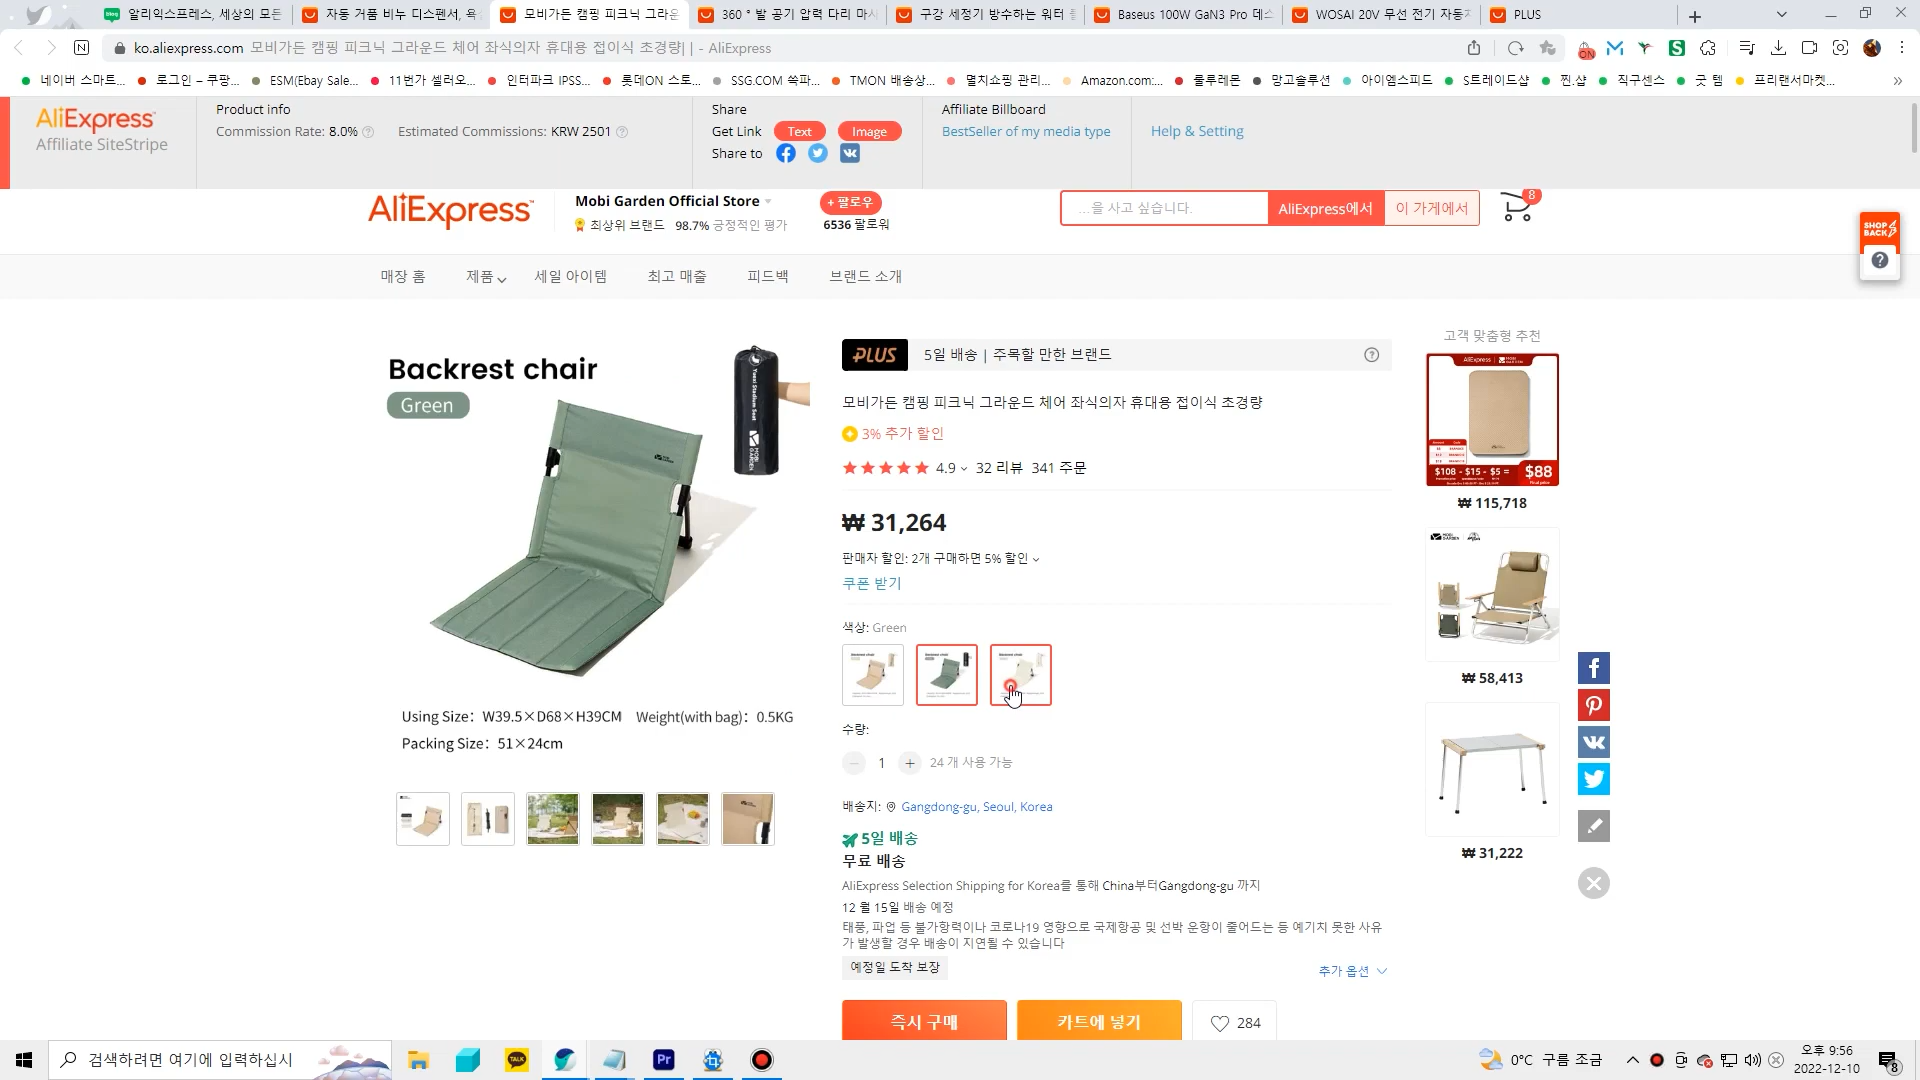 알리익스프레스, 세상의 모든
자동 거품 비누 디스펜서, 욕
모비가든 캠핑 피크닉 그라운
360 ° 발 공기 압력 다리 마사
구강 세정기 방수하는 워터
Baseus 100W GaN3 Pro 데스
WOSAI 20V 무선 전기 자동
PLUS
ko.aliexpress.com 모비가든 캠핑 피크닉 그라운드 체어 좌식의자 휴대용 접이식 초경량| | - AliExpress
네이버 스마트... 로그인 – 쿠팡... ESM(Ebay Sale... 11번가 셀러오... 인터파크 IPSS... 롯데ON 스토... SSG.COM 쓱파... TMON 배송상... 멸치쇼핑 관리... Amazon.com:... 룰루레몬 망고솔루션 아이엠스피드 S트레이드샵 찐.샵 직구센스 굿 템 프리랜서마켓...
AliExpress
Affiliate SiteStripe
Product info
Commission Rate: 8.0% Estimated Commissions: KRW 2501
Share
Get Link Text Image
Share to
Affiliate Billboard
BestSeller of my media type
Help & Setting
AliExpress
Mobi Garden Official Store
최상위 브랜드 98.7% 긍정적인 평가
+ 팔로우
6536 팔로워
...을 사고 싶습니다.
AliExpress에서
이 가게에서
8
SHOP
BACK
매장 홈 제품 세일 아이템 최고 매출 피드백 브랜드 소개
Backrest chair
Green
MOBI GARDEN
Using Size: W39.5×D68×H39CM Weight(with bag): 0.5KG
Packing Size: 51×24cm
PLUS 5일 배송 | 주목할 만한 브랜드
모비가든 캠핑 피크닉 그라운드 체어 좌식의자 휴대용 접이식 초경량
3% 추가 할인
4.9 32 리뷰 341 주문
₩ 31,264
판매자 할인: 2개 구매하면 5% 할인
쿠폰 받기
색상: Green
수량:
1 24 개 사용 가능
배송지: Gangdong-gu, Seoul, Korea
5일 배송
무료 배송
AliExpress Selection Shipping for Korea를 통해 China부터Gangdong-gu 까지
12 월 15일 배송 예정
태풍, 파업 등 불가항력이나 코로나19 영향으로 국제항공 및 선박 운항이 줄어드는 등 예기치 못한 사유
가 발생할 경우 배송이 지연될 수 있습니다
예정일 도착 보장
추가 옵션
즉시 구매
카트에 넣기
284
고객 맞춤형 추천
AliExpress
$108 - $15 - $5 = $88
₩ 115,718
₩ 58,413
₩ 31,222
검색하려면 여기에 입력하십시
TALK
Pr
0°C 구름 조금
오후 9:56
2022-12-10
8